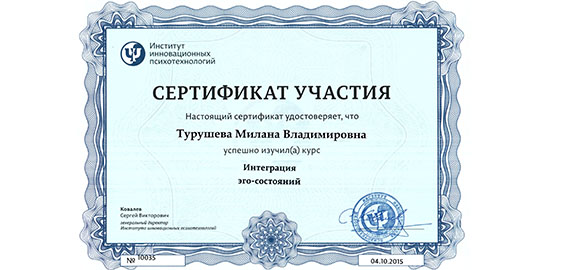 Институт
инновационных
психотехнологий
СЕРТИФИКАТ УЧАСТИЯ
Настоящий сертификат удостоверяет, что
Турушева Милана Владимировна
успешно изучил(а) курс
Интеграция
эго-состояний
Ковалев
Сергей Викторович
генеральный директор
Института инновационных психотехнологий
№ 10035
04.10.2015